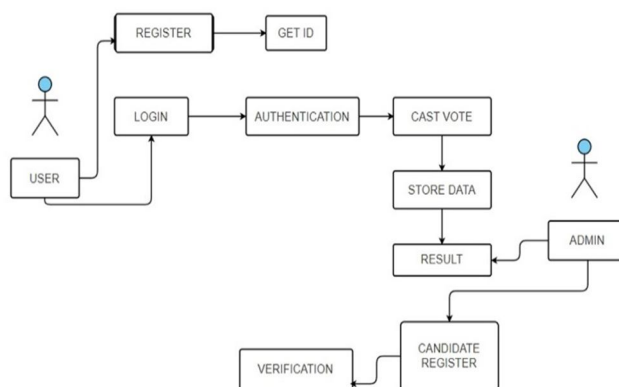 REGISTER
GET ID
LOGIN
AUTHENTICATION
CAST VOTE
USER
STORE DATA
ADMIN
RESULT
CANDIDATE
REGISTER
VERIFICATION